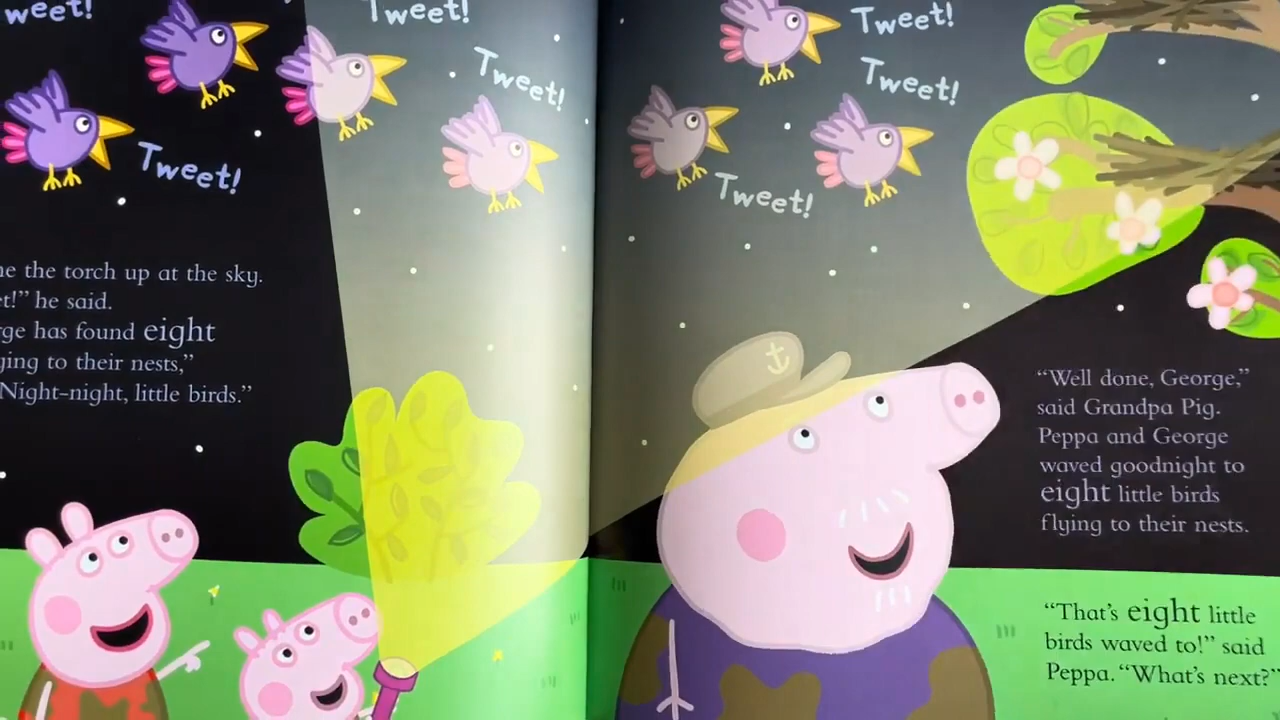 weet!
Tweet!
Tweet!
Tweet!
the torch up at the sky.
he said.
has found eight
to their nests,”
Night-night, little birds.”
Tweet!
Tweet!
Tweet!
“Well done, George,”
said Grandpa Pig.
Peppa and George
waved goodnight to
eight little birds
flying to their nests.
“That’s eight little
birds waved to!” said
Peppa. “What’s next?”